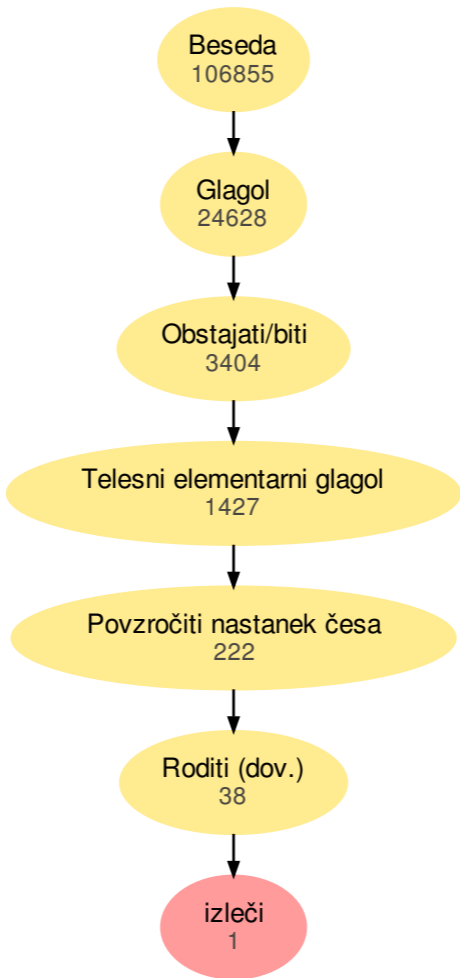 Beseda
106855
Glagol
24628
Obstajati/biti
3404
Telesni elementarni glagol
1427
Povzročiti nastanek česa
222
Roditi (dov.)
38
izleči
1